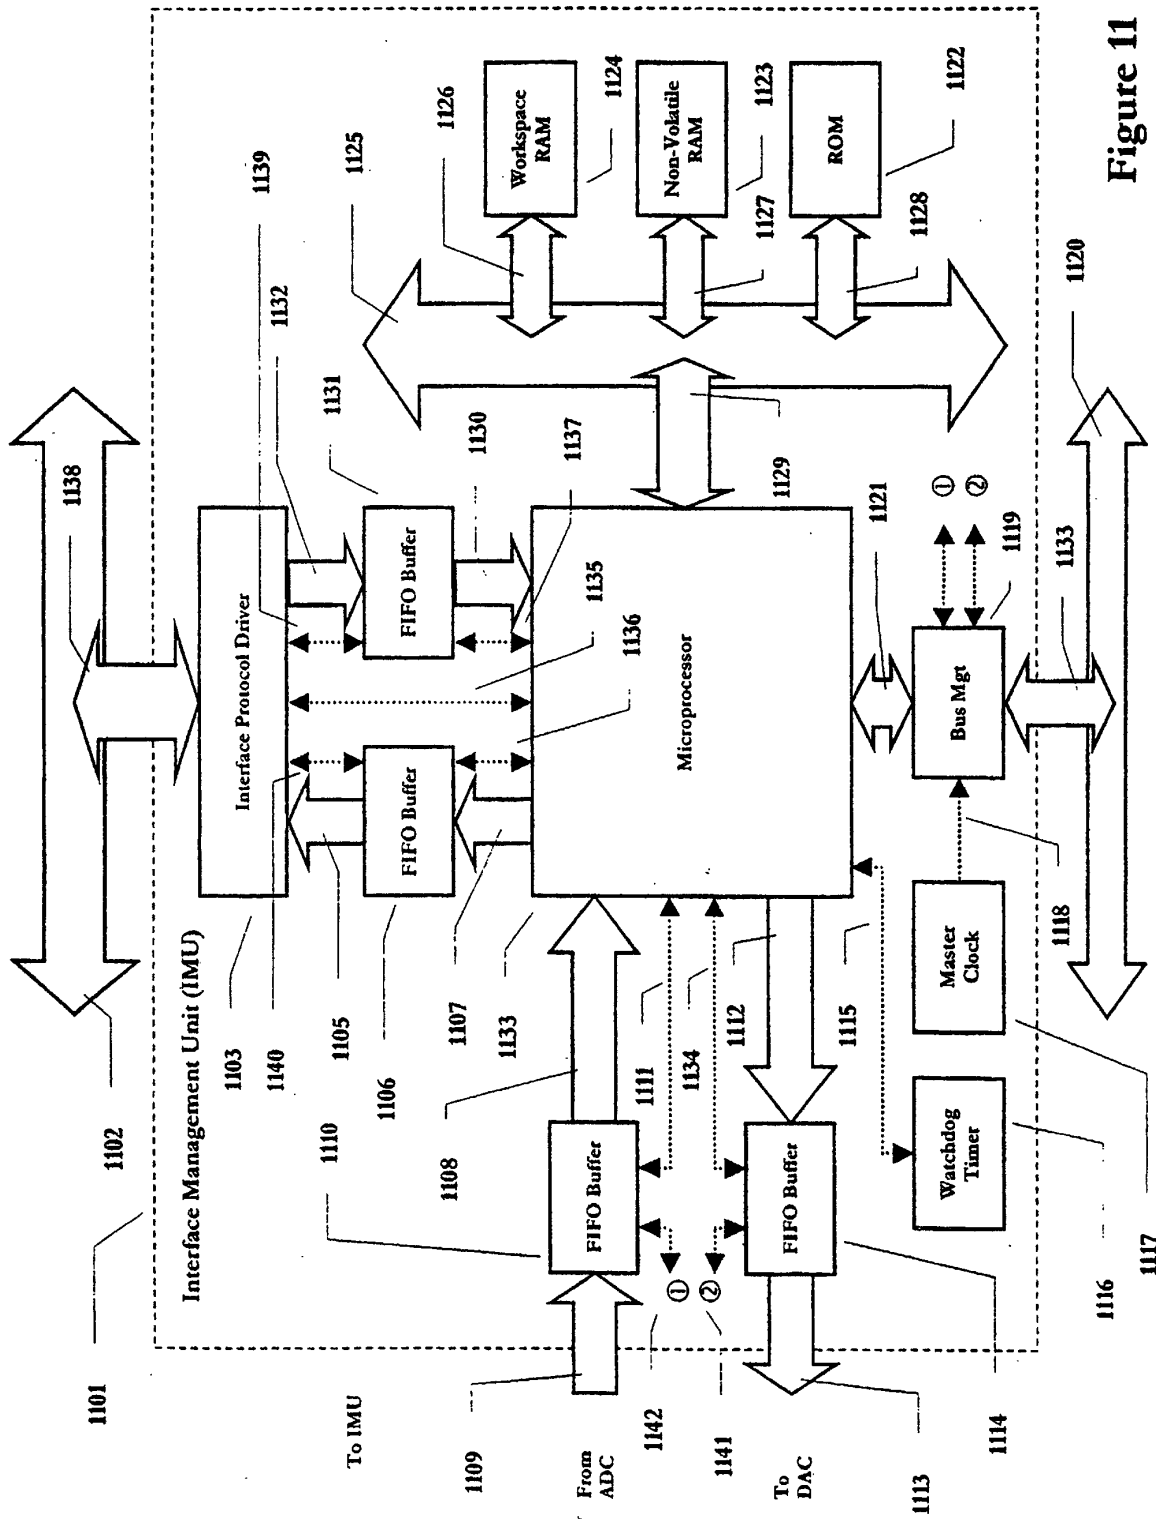 1101
1102
Interface Management Unit (IMU)
1138
1103
Interface Protocol Driver
1140
1139
1132
1125
1105
FIFO Buffer
FIFO Buffer
1131
1106
1107
1130
1137
1133
1135
1136
1126
Workspace
RAM
1124
To IMU
1110
1108
Microprocessor
1129
Non-Volatile
RAM
1123
1127
1109
From
ADC
FIFO Buffer
1111
1134
1112
1115
①
②
1142
1141
ROM
1122
1128
To
DAC
FIFO Buffer
1113
1114
1121
Watchdog
Timer
Master
Clock
Bus Mgt
①
②
1119
1116
1117
1118
1133
1120
Figure 11